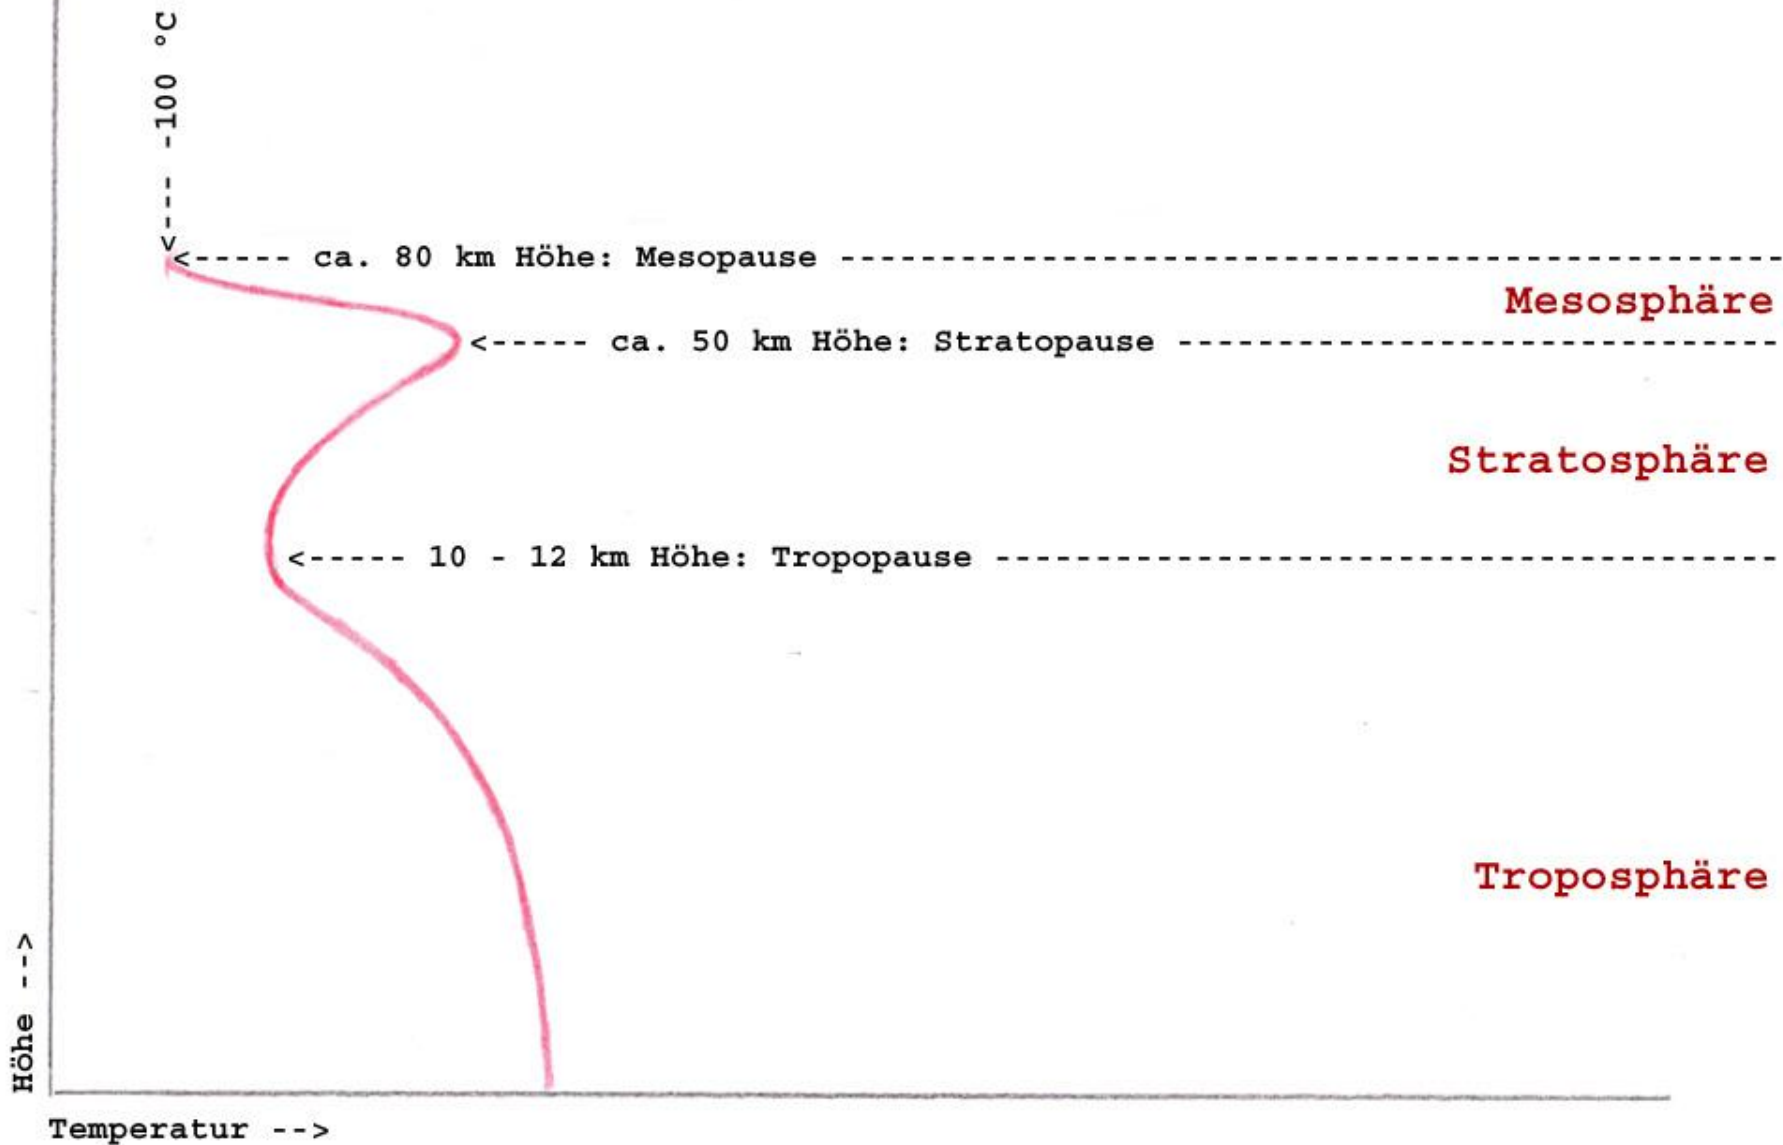 <---- -100 °C
<----- ca. 80 km Höhe: Mesopause --------------------------------------------
Mesosphäre
<----- ca. 50 km Höhe: Stratopause ------------------------------
Stratosphäre
<----- 10 - 12 km Höhe: Tropopause ---------------------------------------
Troposphäre
Höhe -->
Temperatur -->